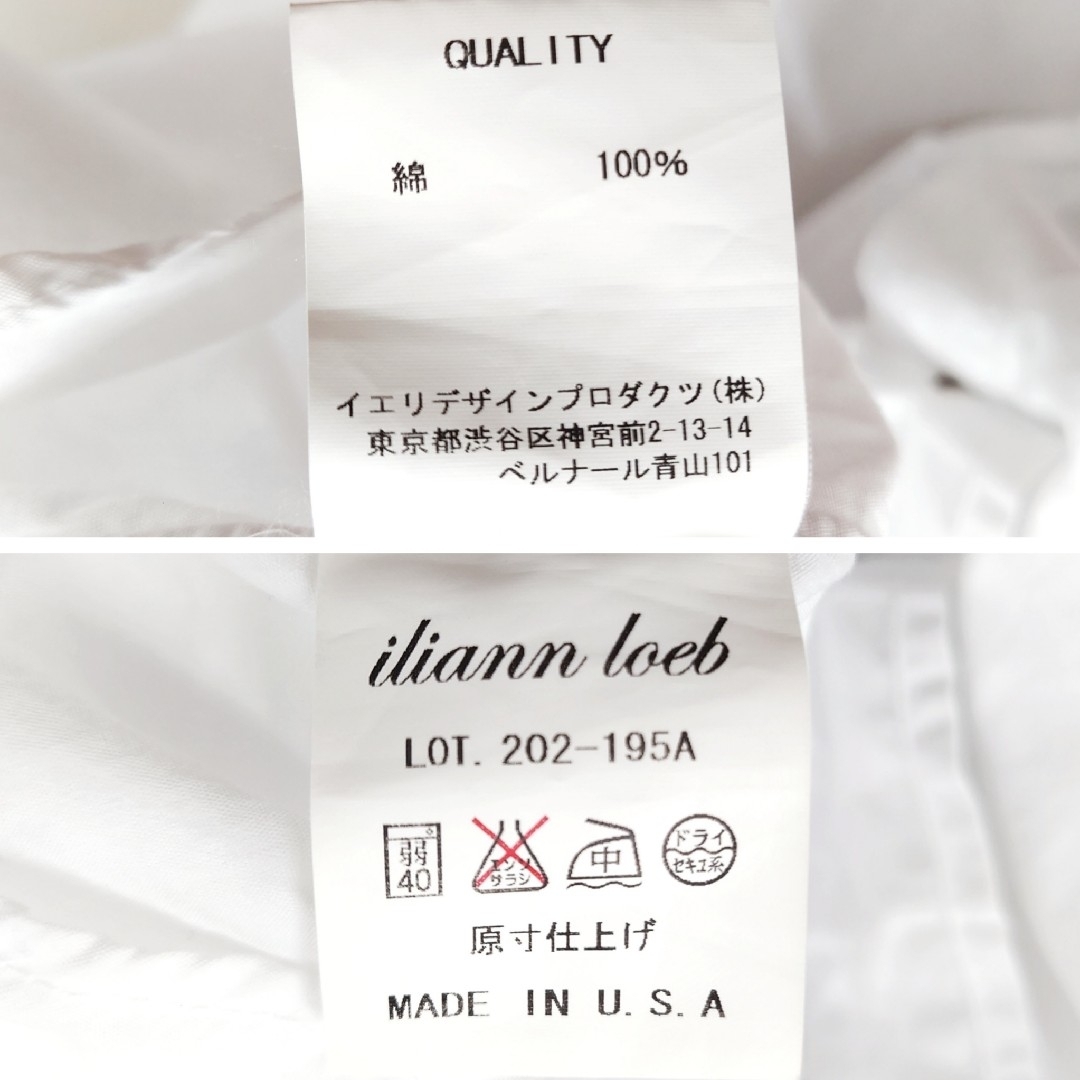 QUALITY
綿 100%
イエリデザインプロダクツ(株)
東京都渋谷区神宮前2-13-14
ベルナール青山101
iliann loeb
LOT. 202-195A
弱 40
エンソサラシ
中
ドライ
セキユ系
原寸仕上げ
MADE IN U.S.A